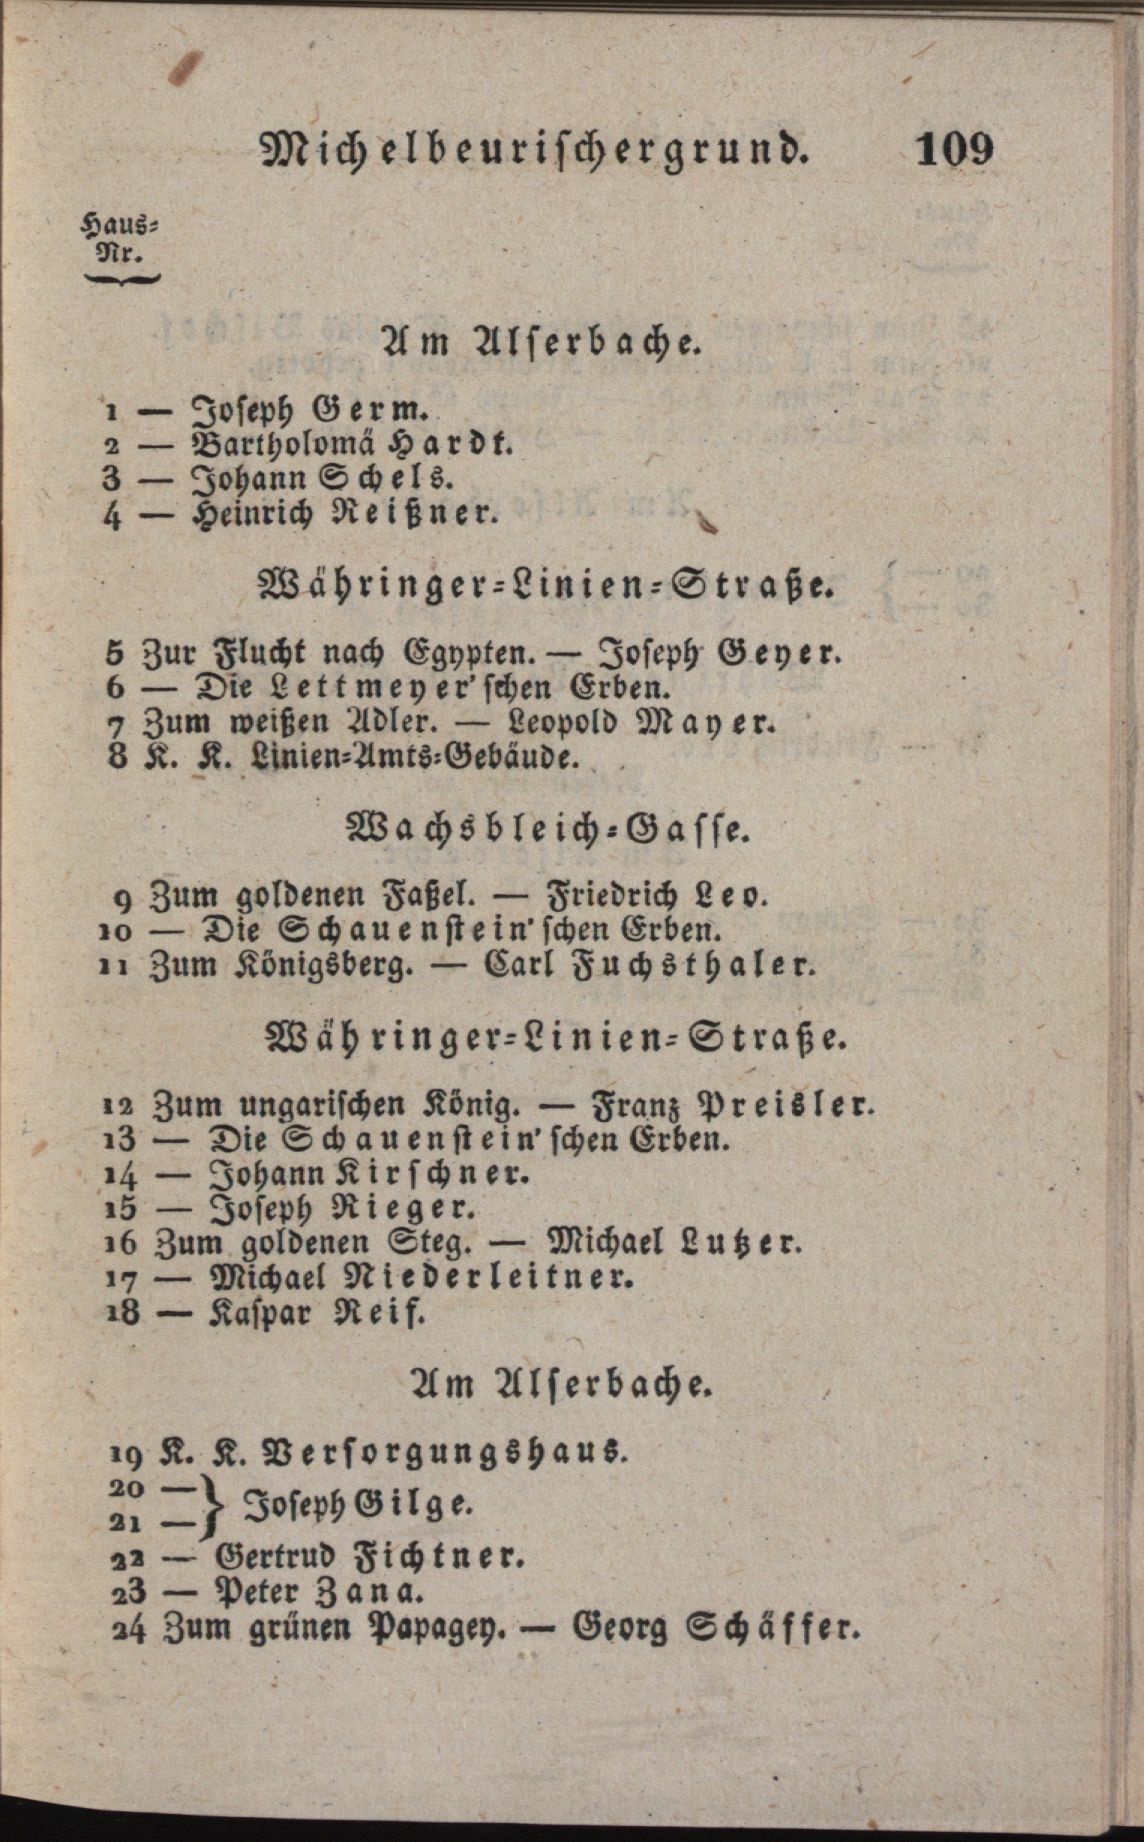 Michelbeurischergrund. 109
Haus-
Nr.
Am Alserbache.
1 — Joseph Germ.
2 — Bartholomä Hardt.
3 — Johann Schels.
4 — Heinrich Reißner.
Währinger-Linien-Straße.
5 Zur Flucht nach Egypten. — Joseph Geyer.
6 — Die Lettmeyer'schen Erben.
7 Zum weißen Adler. — Leopold Mayer.
8 K. K. Linien-Amts-Gebäude.
Wachsbleich-Gasse.
9 Zum goldenen Faßel. — Friedrich Leo.
10 — Die Schauenstein'schen Erben.
11 Zum Königsberg. — Carl Fuchsthaler.
Währinger-Linien-Straße.
12 Zum ungarischen König. — Franz Preisler.
13 — Die Schauenstein'schen Erben.
14 — Johann Kirschner.
15 — Joseph Rieger.
16 Zum goldenen Steg. — Michael Lutzer.
17 — Michael Niederleitner.
18 — Kaspar Reif.
Am Alserbache.
19 K. K. Versorgungshaus.
20 —
21 — } Joseph Gilge.
22 — Gertrud Fichtner.
23 — Peter Zana.
24 Zum grünen Papagey. — Georg Schäffer.